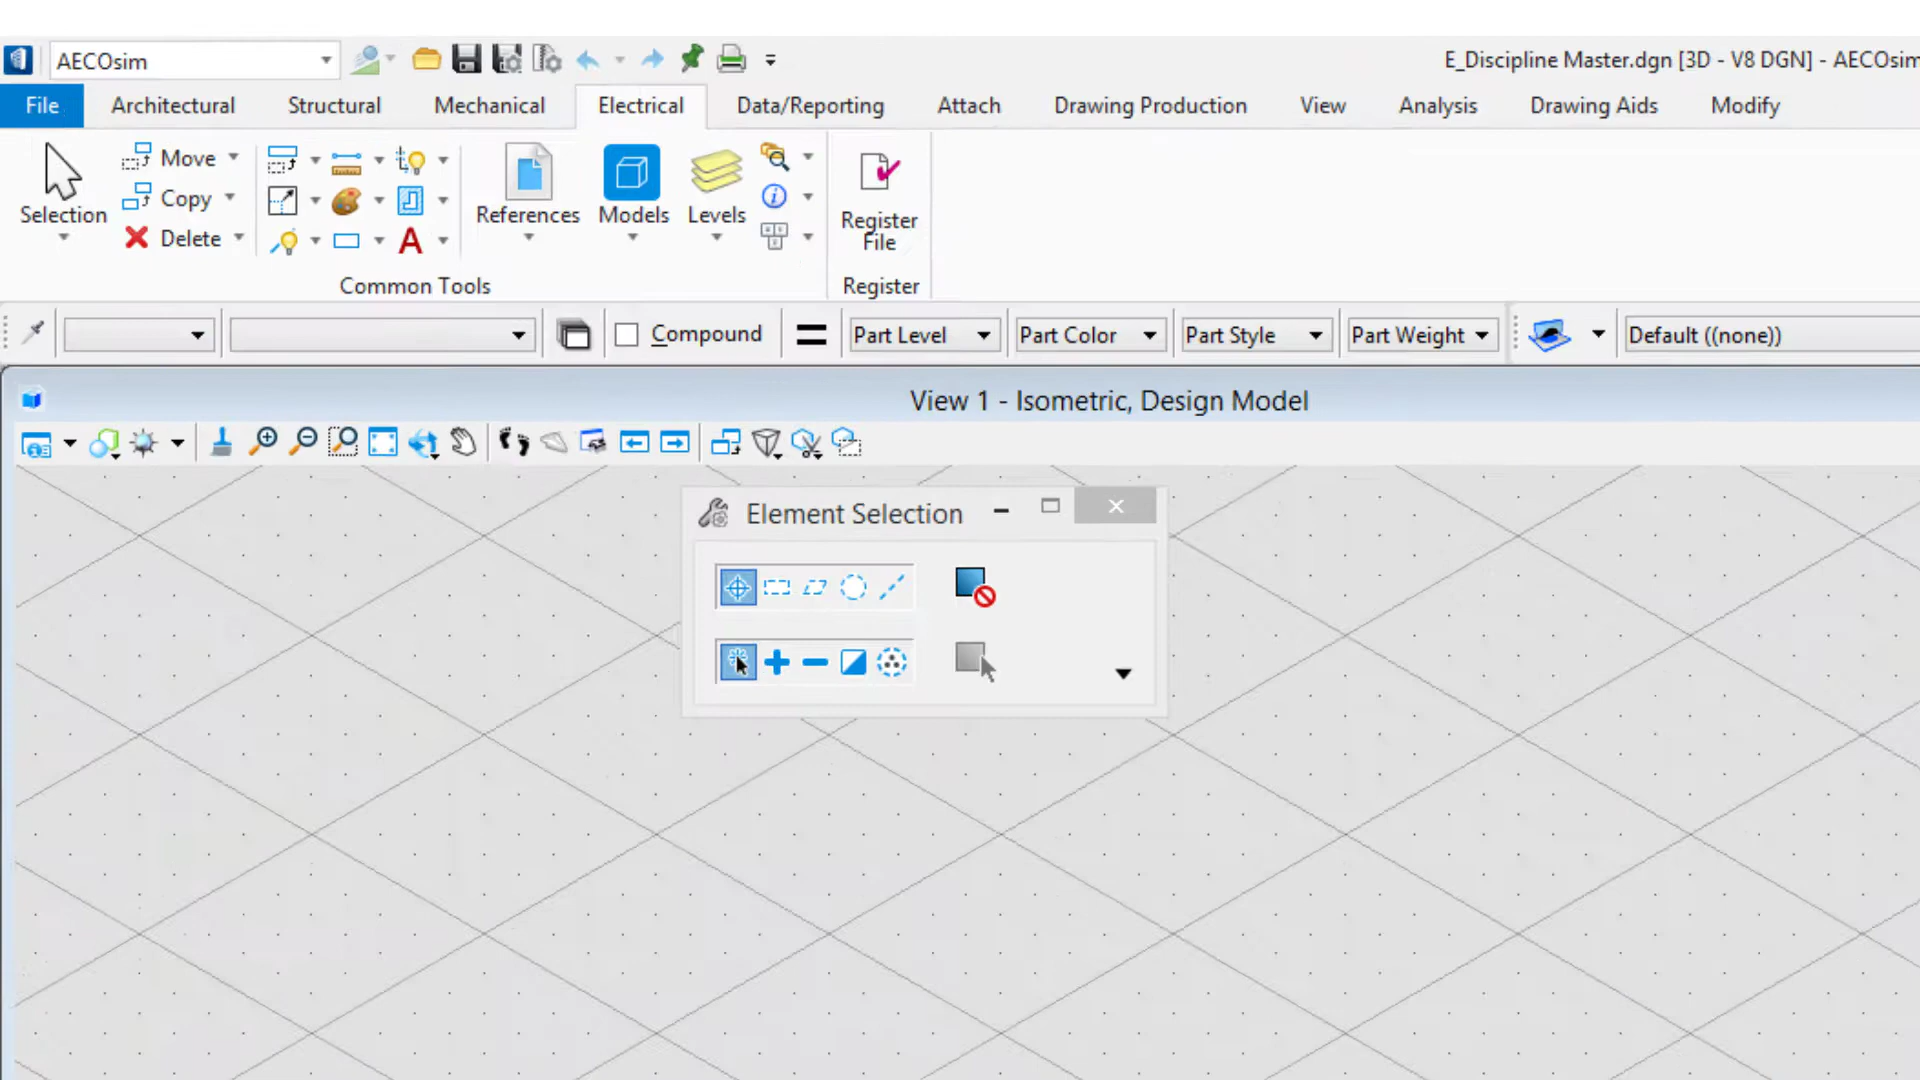 AECOsim
E_Discipline Master.dgn [3D - V8 DGN] - AECOsim
File Architectural Structural Mechanical Electrical Data/Reporting Attach Drawing Production View Analysis Drawing Aids Modify
Move
Copy
Delete
Selection
References
Models
Levels
Register
File
Common Tools
Register
Compound
Part Level
Part Color
Part Style
Part Weight
Default ((none))
View 1 - Isometric, Design Model
Element Selection